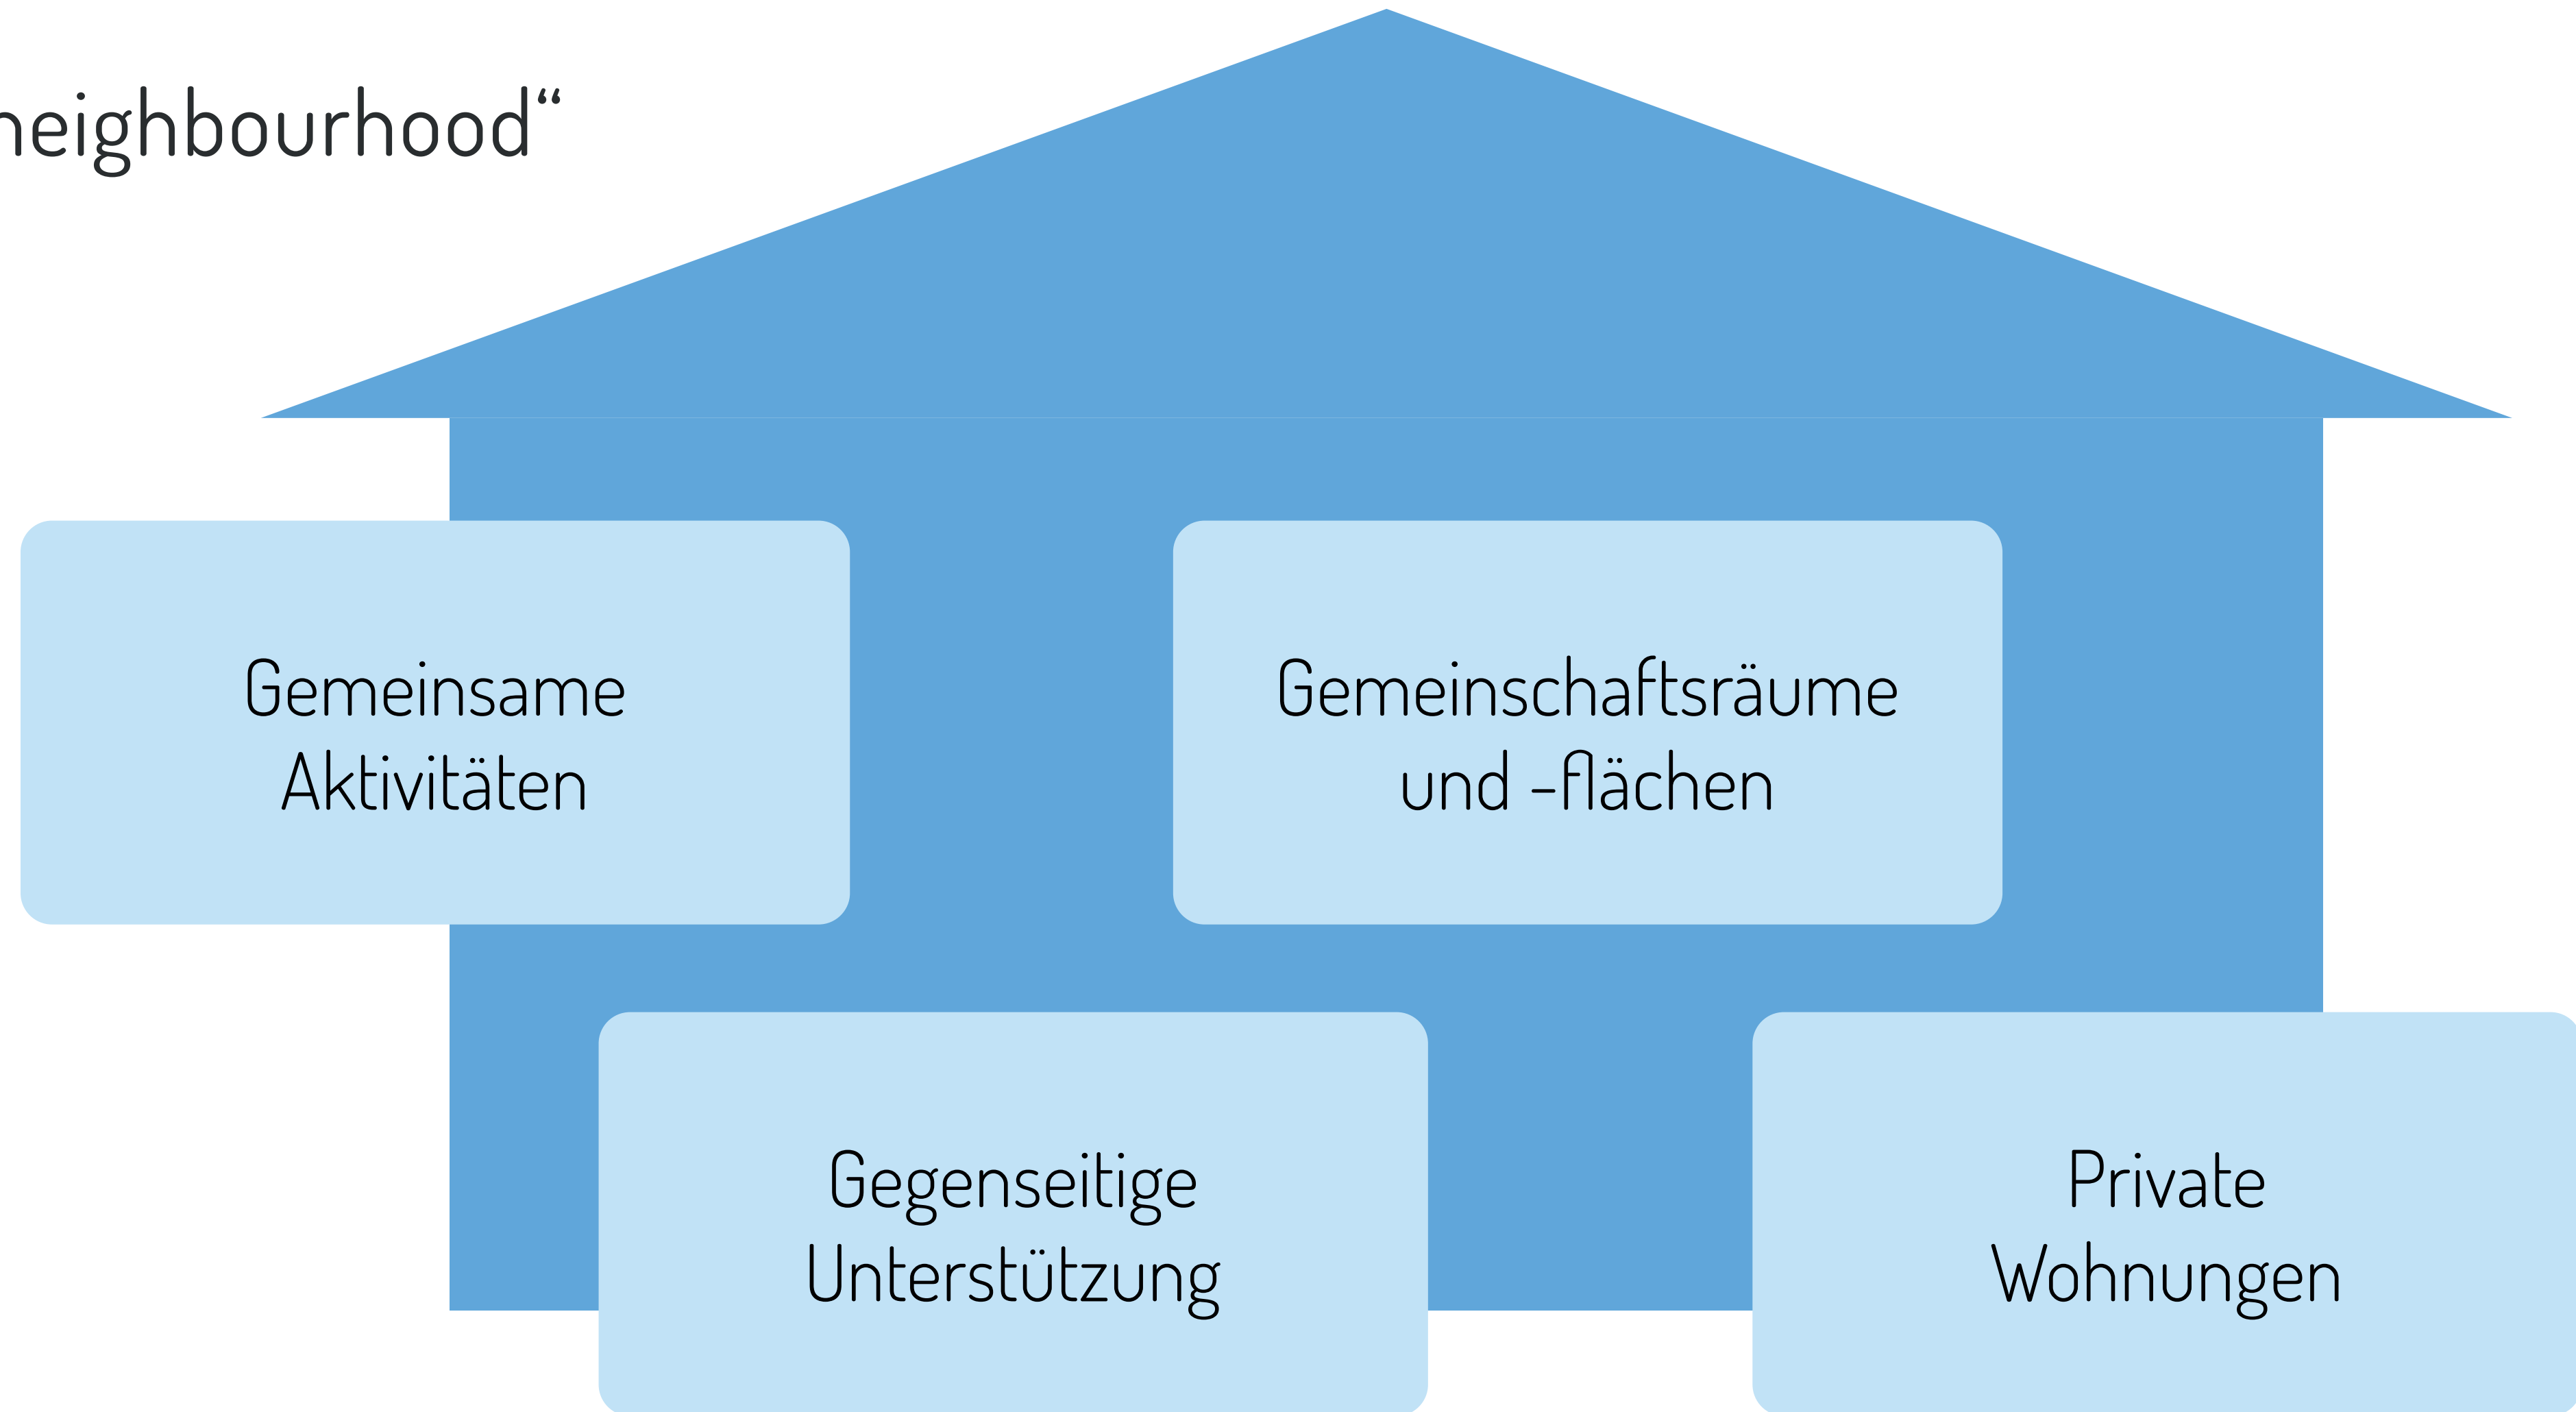 neighbourhood“
Gemeinsame
Aktivitäten
Gemeinschaftsräume
und -flächen
Gegenseitige
Unterstützung
Private
Wohnungen